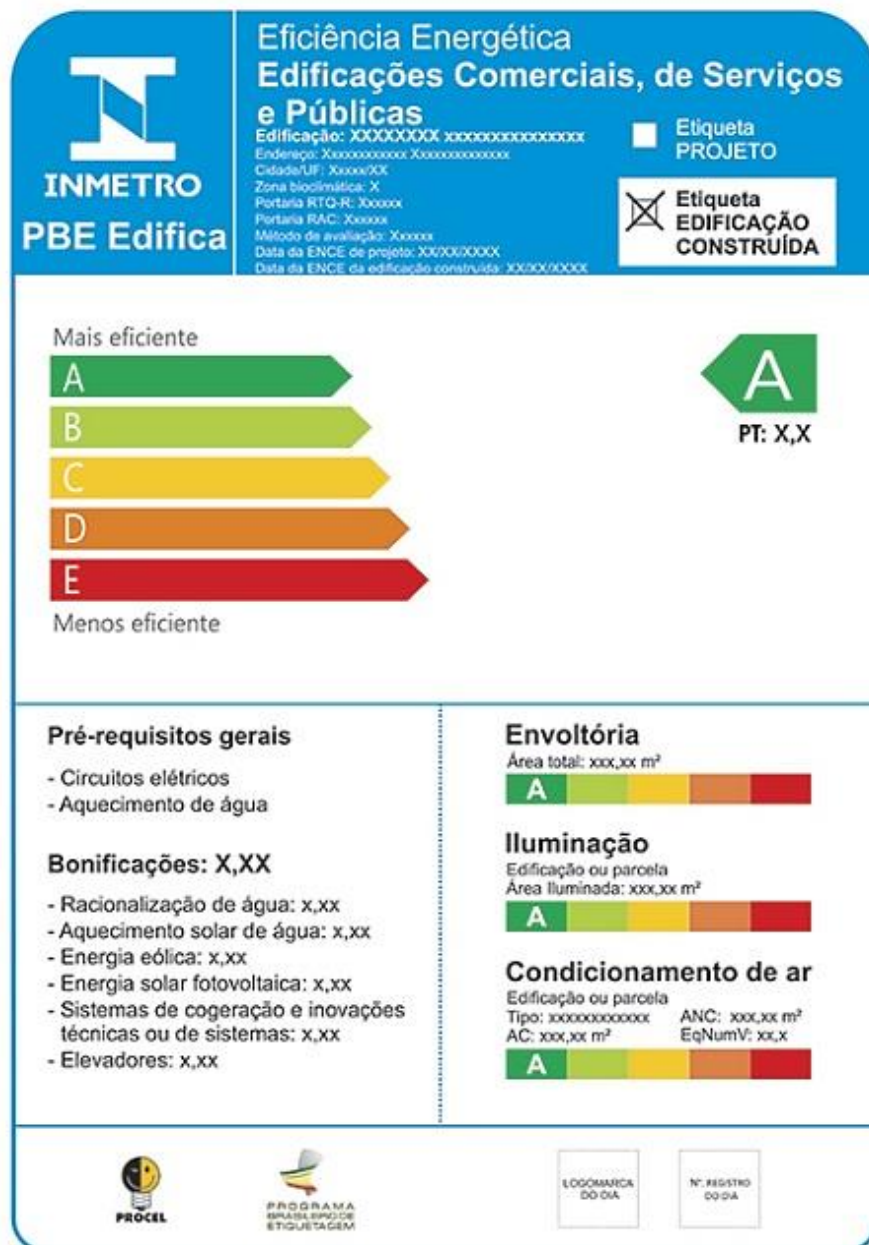 INMETRO
PBE Edifica
Eficiência Energética
Edificações Comerciais, de Serviços
e Públicas
Edificação: XXXXXXXX xxxxxxxxxxxxxxx
Endereço: Xxxxxxxxxxxx Xxxxxxxxxxxxxx
Cidade/UF: Xxxxx/XX
Zona bioclimática: X
Portaria RTQ-R: Xxxxxx
Portaria RAC: Xxxxxx
Método de avaliação: Xxxxxx
Data da ENCE de projeto: XX/XX/XXXX
Data da ENCE da edificação construída: XX/XX/XXXX
Etiqueta
PROJETO
Etiqueta
EDIFICAÇÃO
CONSTRUÍDA
Mais eficiente
A
B
C
D
E
Menos eficiente
A
PT: X,X
Pré-requisitos gerais
- Circuitos elétricos
- Aquecimento de água
Bonificações: X,XX
- Racionalização de água: x,xx
- Aquecimento solar de água: x,xx
- Energia eólica: x,xx
- Energia solar fotovoltaica: x,xx
- Sistemas de cogeração e inovações
técnicas ou de sistemas: x,xx
- Elevadores: x,xx
Envoltória
Área total: xxx,xx m²
A
Iluminação
Edificação ou parcela
Área Iluminada: xxx,xx m²
A
Condicionamento de ar
Edificação ou parcela
Tipo: xxxxxxxxxxxx ANC: xxx,xx m²
AC: xxx,xx m² EqNumV: xx,x
A
PROCEL
PROGRAMA
BRASILEIRO DE
ETIQUETAGEM
LOGOMARCA
DO OIA
Nº. REGISTRO
DO OIA